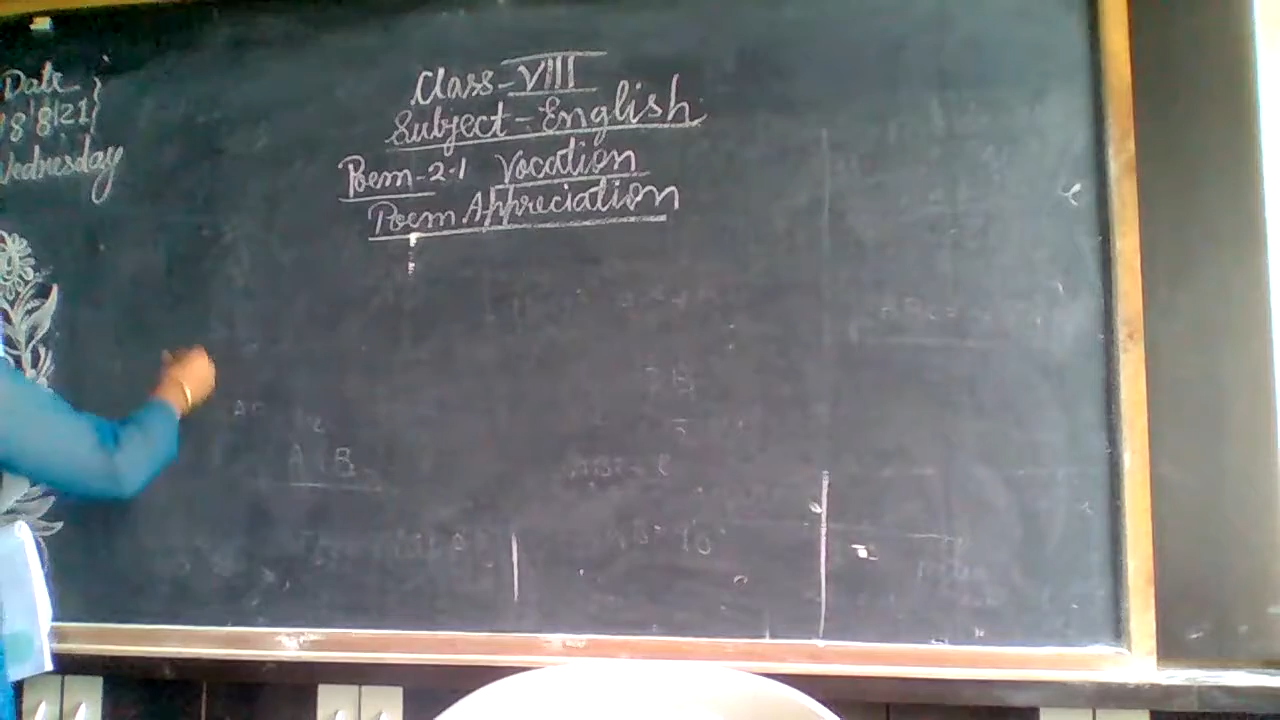 Date
18/8/21
Wednesday
Class-VIII
Subject-English
Poem-2.1 Vocation
Poem Appreciation
A B